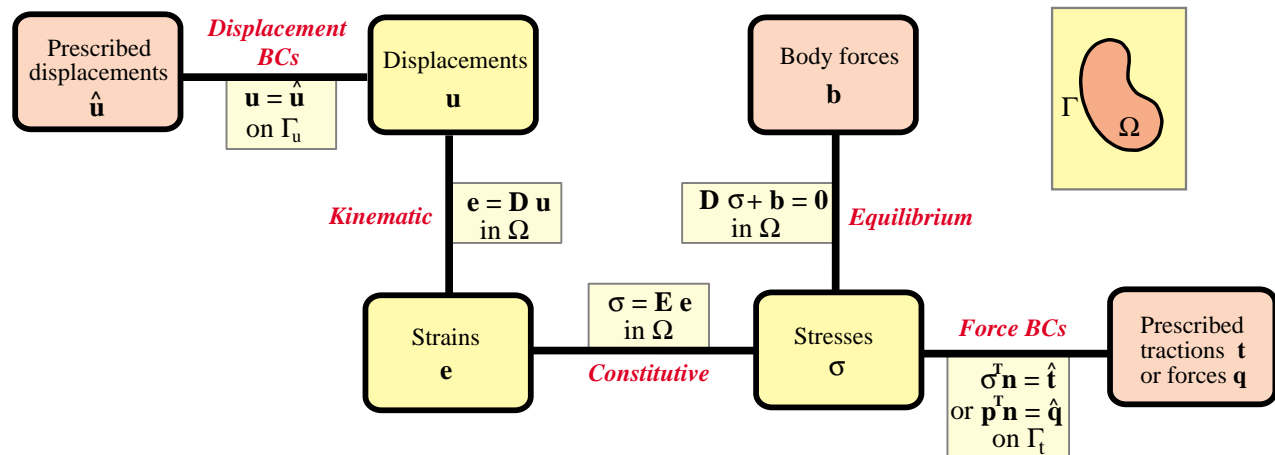 Prescribed
displacements
û
Displacement
BCs
u = û
on Γu
Displacements
u
Body forces
b
Γ
Ω
Kinematic
e = D u
in Ω
D σ + b = 0
in Ω
Equilibrium
Strains
e
σ = E e
in Ω
Constitutive
Stresses
σ
Force BCs
σᵀn = t̂
or pᵀn = q̂
on Γt
Prescribed
tractions t
or forces q